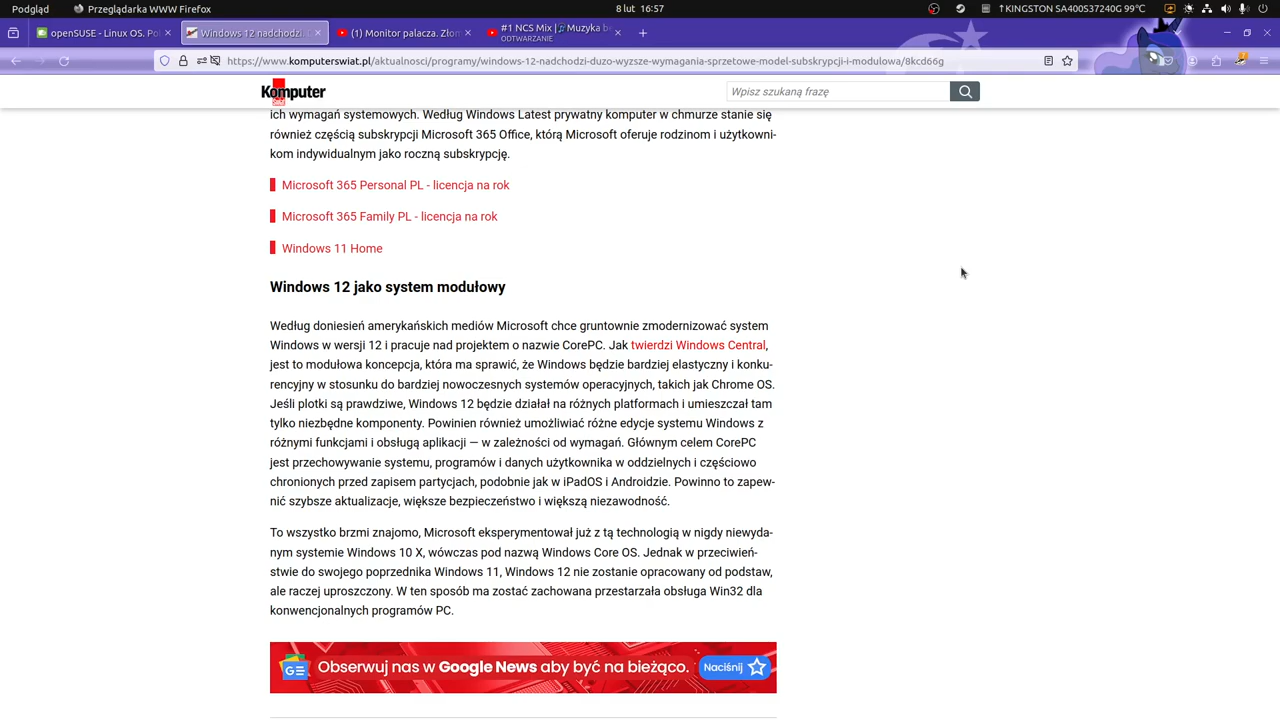 Podgląd
Przeglądarka WWW Firefox
8 lut 16:57
↑KINGSTON SA400S37240G 99°C
openSUSE - Linux OS. Po
Windows 12 nadchodzi.
(1) Monitor pałacza. Złom
#1 NCS Mix | Muzyka be
ODTWARZANIE
https://www.komputerswiat.pl/aktualnosci/programy/windows-12-nadchodzi-duzo-wyzsze-wymagania-sprzetowe-model-subskrypcji-i-modulowa/8kcd66g
Komputer
Świat
Wpisz szukaną frazę
ich wymagań systemowych. Według Windows Latest prywatny komputer w chmurze stanie się
również częścią subskrypcji Microsoft 365 Office, którą Microsoft oferuje rodzinom i użytkowni-
kom indywidualnym jako roczną subskrypcję.
Microsoft 365 Personal PL - licencja na rok
Microsoft 365 Family PL - licencja na rok
Windows 11 Home
Windows 12 jako system modułowy
Według doniesień amerykańskich mediów Microsoft chce gruntownie zmodernizować system
Windows w wersji 12 i pracuje nad projektem o nazwie CorePC. Jak twierdzi Windows Central,
jest to modułowa koncepcja, która ma sprawić, że Windows będzie bardziej elastyczny i konku-
rencyjny w stosunku do bardziej nowoczesnych systemów operacyjnych, takich jak Chrome OS.
Jeśli plotki są prawdziwe, Windows 12 będzie działał na różnych platformach i umieszczał tam
tylko niezbędne komponenty. Powinien również umożliwiać różne edycje systemu Windows z
różnymi funkcjami i obsługą aplikacji — w zależności od wymagań. Głównym celem CorePC
jest przechowywanie systemu, programów i danych użytkownika w oddzielnych i częściowo
chronionych przed zapisem partycjach, podobnie jak w iPadOS i Androidzie. Powinno to zapew-
nić szybsze aktualizacje, większe bezpieczeństwo i większą niezawodność.
To wszystko brzmi znajomo, Microsoft eksperymentował już z tą technologią w nigdy niewyda-
nym systemie Windows 10 X, wówczas pod nazwą Windows Core OS. Jednak w przeciwień-
stwie do swojego poprzednika Windows 11, Windows 12 nie zostanie opracowany od podstaw,
ale raczej uproszczony. W ten sposób ma zostać zachowana przestarzała obsługa Win32 dla
konwencjonalnych programów PC.
Obserwuj nas w Google News aby być na bieżąco.
Naciśnij